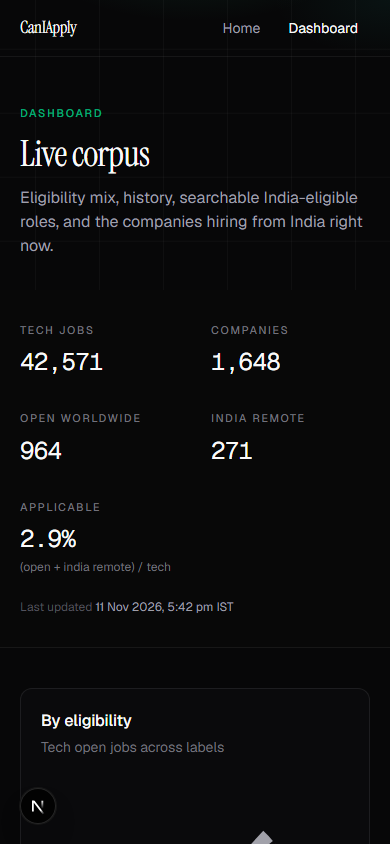 CanIApply
Home
Dashboard
DASHBOARD
Live corpus
Eligibility mix, history, searchable India-eligible
roles, and the companies hiring from India right
now.
TECH JOBS
COMPANIES
42,571
1,648
OPEN WORLDWIDE
INDIA REMOTE
964
271
APPLICABLE
2.9%
(open + india remote) / tech
Last updated 11 Nov 2026, 5:42 pm IST
By eligibility
Tech open jobs across labels
N